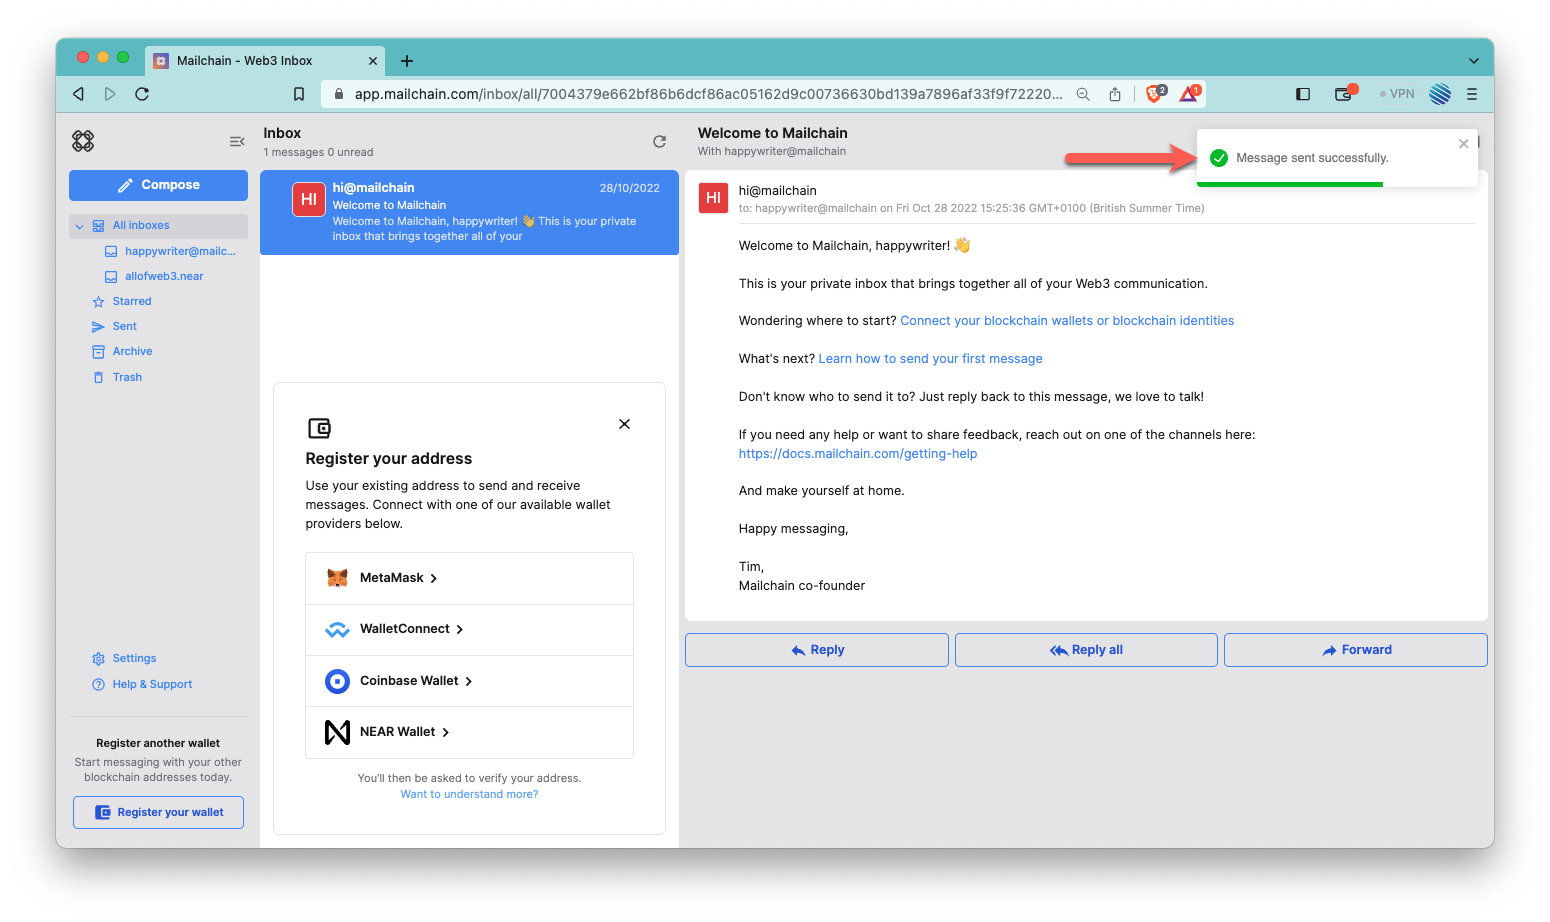 Mailchain - Web3 Inbox
app.mailchain.com/inbox/all/7004379e662bf86b6dcf86ac05162d9c00736630bd139a7896af33f9f72220...
2
1
VPN
Compose
All inboxes
happywriter@mailc...
allofweb3.near
Starred
Sent
Archive
Trash
Settings
Help & Support
Register another wallet
Start messaging with your other
blockchain addresses today.
Register your wallet
Inbox
1 messages 0 unread
HI
hi@mailchain
28/10/2022
Welcome to Mailchain
Welcome to Mailchain, happywriter! 👋 This is your private
inbox that brings together all of your
Register your address
Use your existing address to send and receive
messages. Connect with one of our available wallet
providers below.
MetaMask
WalletConnect
Coinbase Wallet
NEAR Wallet
You'll then be asked to verify your address.
Want to understand more?
Welcome to Mailchain
With happywriter@mailchain
Message sent successfully.
HI
hi@mailchain
to: happywriter@mailchain on Fri Oct 28 2022 15:25:36 GMT+0100 (British Summer Time)
Welcome to Mailchain, happywriter! 👋
This is your private inbox that brings together all of your Web3 communication.
Wondering where to start? Connect your blockchain wallets or blockchain identities
What's next? Learn how to send your first message
Don't know who to send it to? Just reply back to this message, we love to talk!
If you need any help or want to share feedback, reach out on one of the channels here:
https://docs.mailchain.com/getting-help
And make yourself at home.
Happy messaging,
Tim,
Mailchain co-founder
Reply
Reply all
Forward